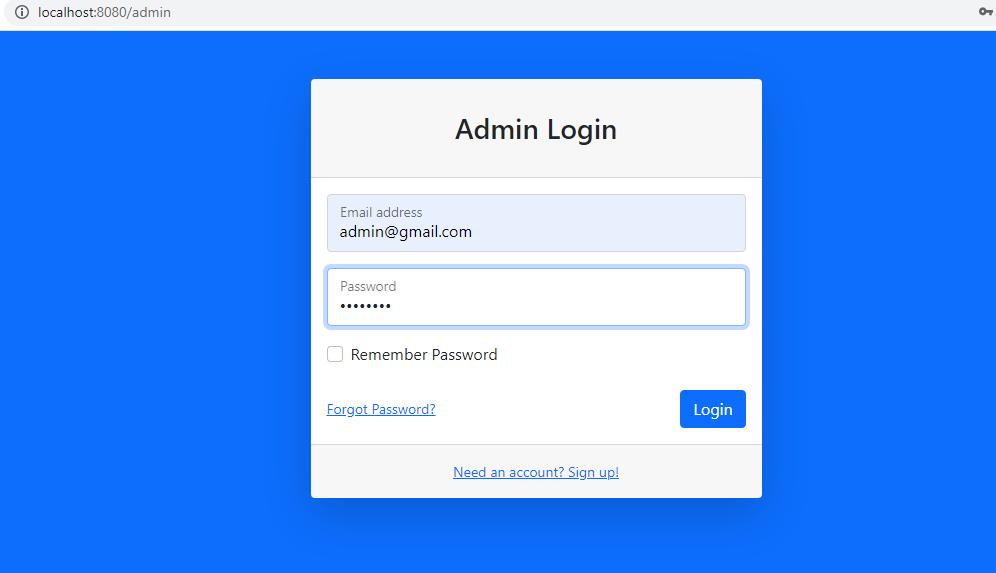 localhost:8080/admin
Admin Login
Email address
admin@gmail.com
Password
••••••••
Remember Password
Forgot Password?
Login
Need an account? Sign up!